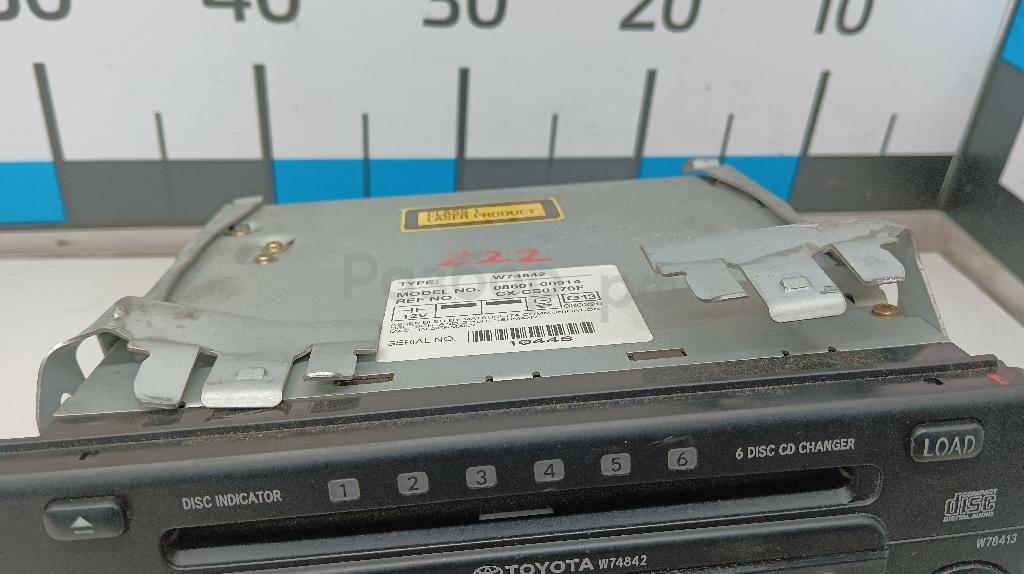 40
30
20
10
CLASS 1
LASER PRODUCT
222
TYPE. W74842
MODEL NO. 08601-00914
REF NO. CX-CS0170F
12V
SERIAL NO. 10448
DISC INDICATOR 1 2 3 4 5 6 6 DISC CD CHANGER LOAD
COMPACT
disc
DIGITAL AUDIO
TOYOTA W74842
W78413